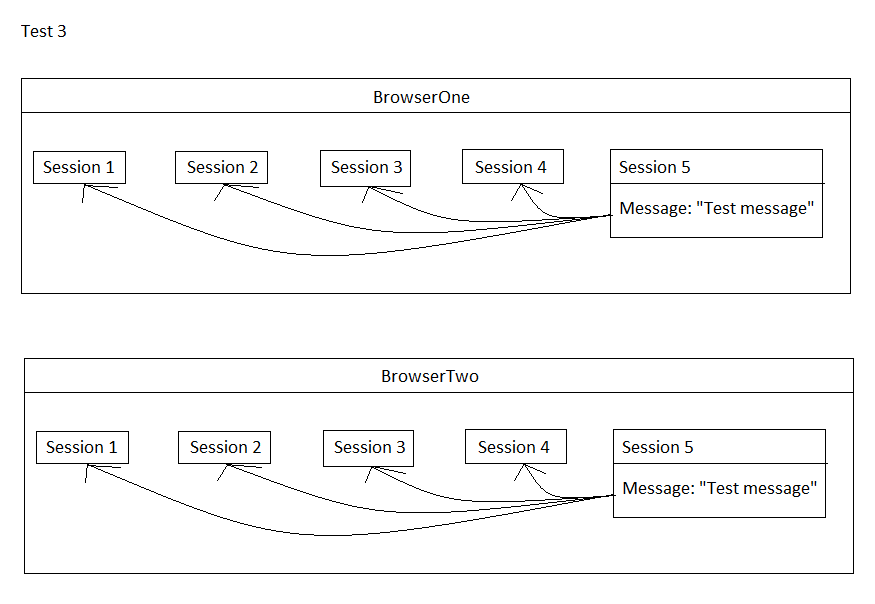 Test 3
BrowserOne
Session 1 Session 2 Session 3 Session 4 Session 5
Message: "Test message"
BrowserTwo
Session 1 Session 2 Session 3 Session 4 Session 5
Message: "Test message"